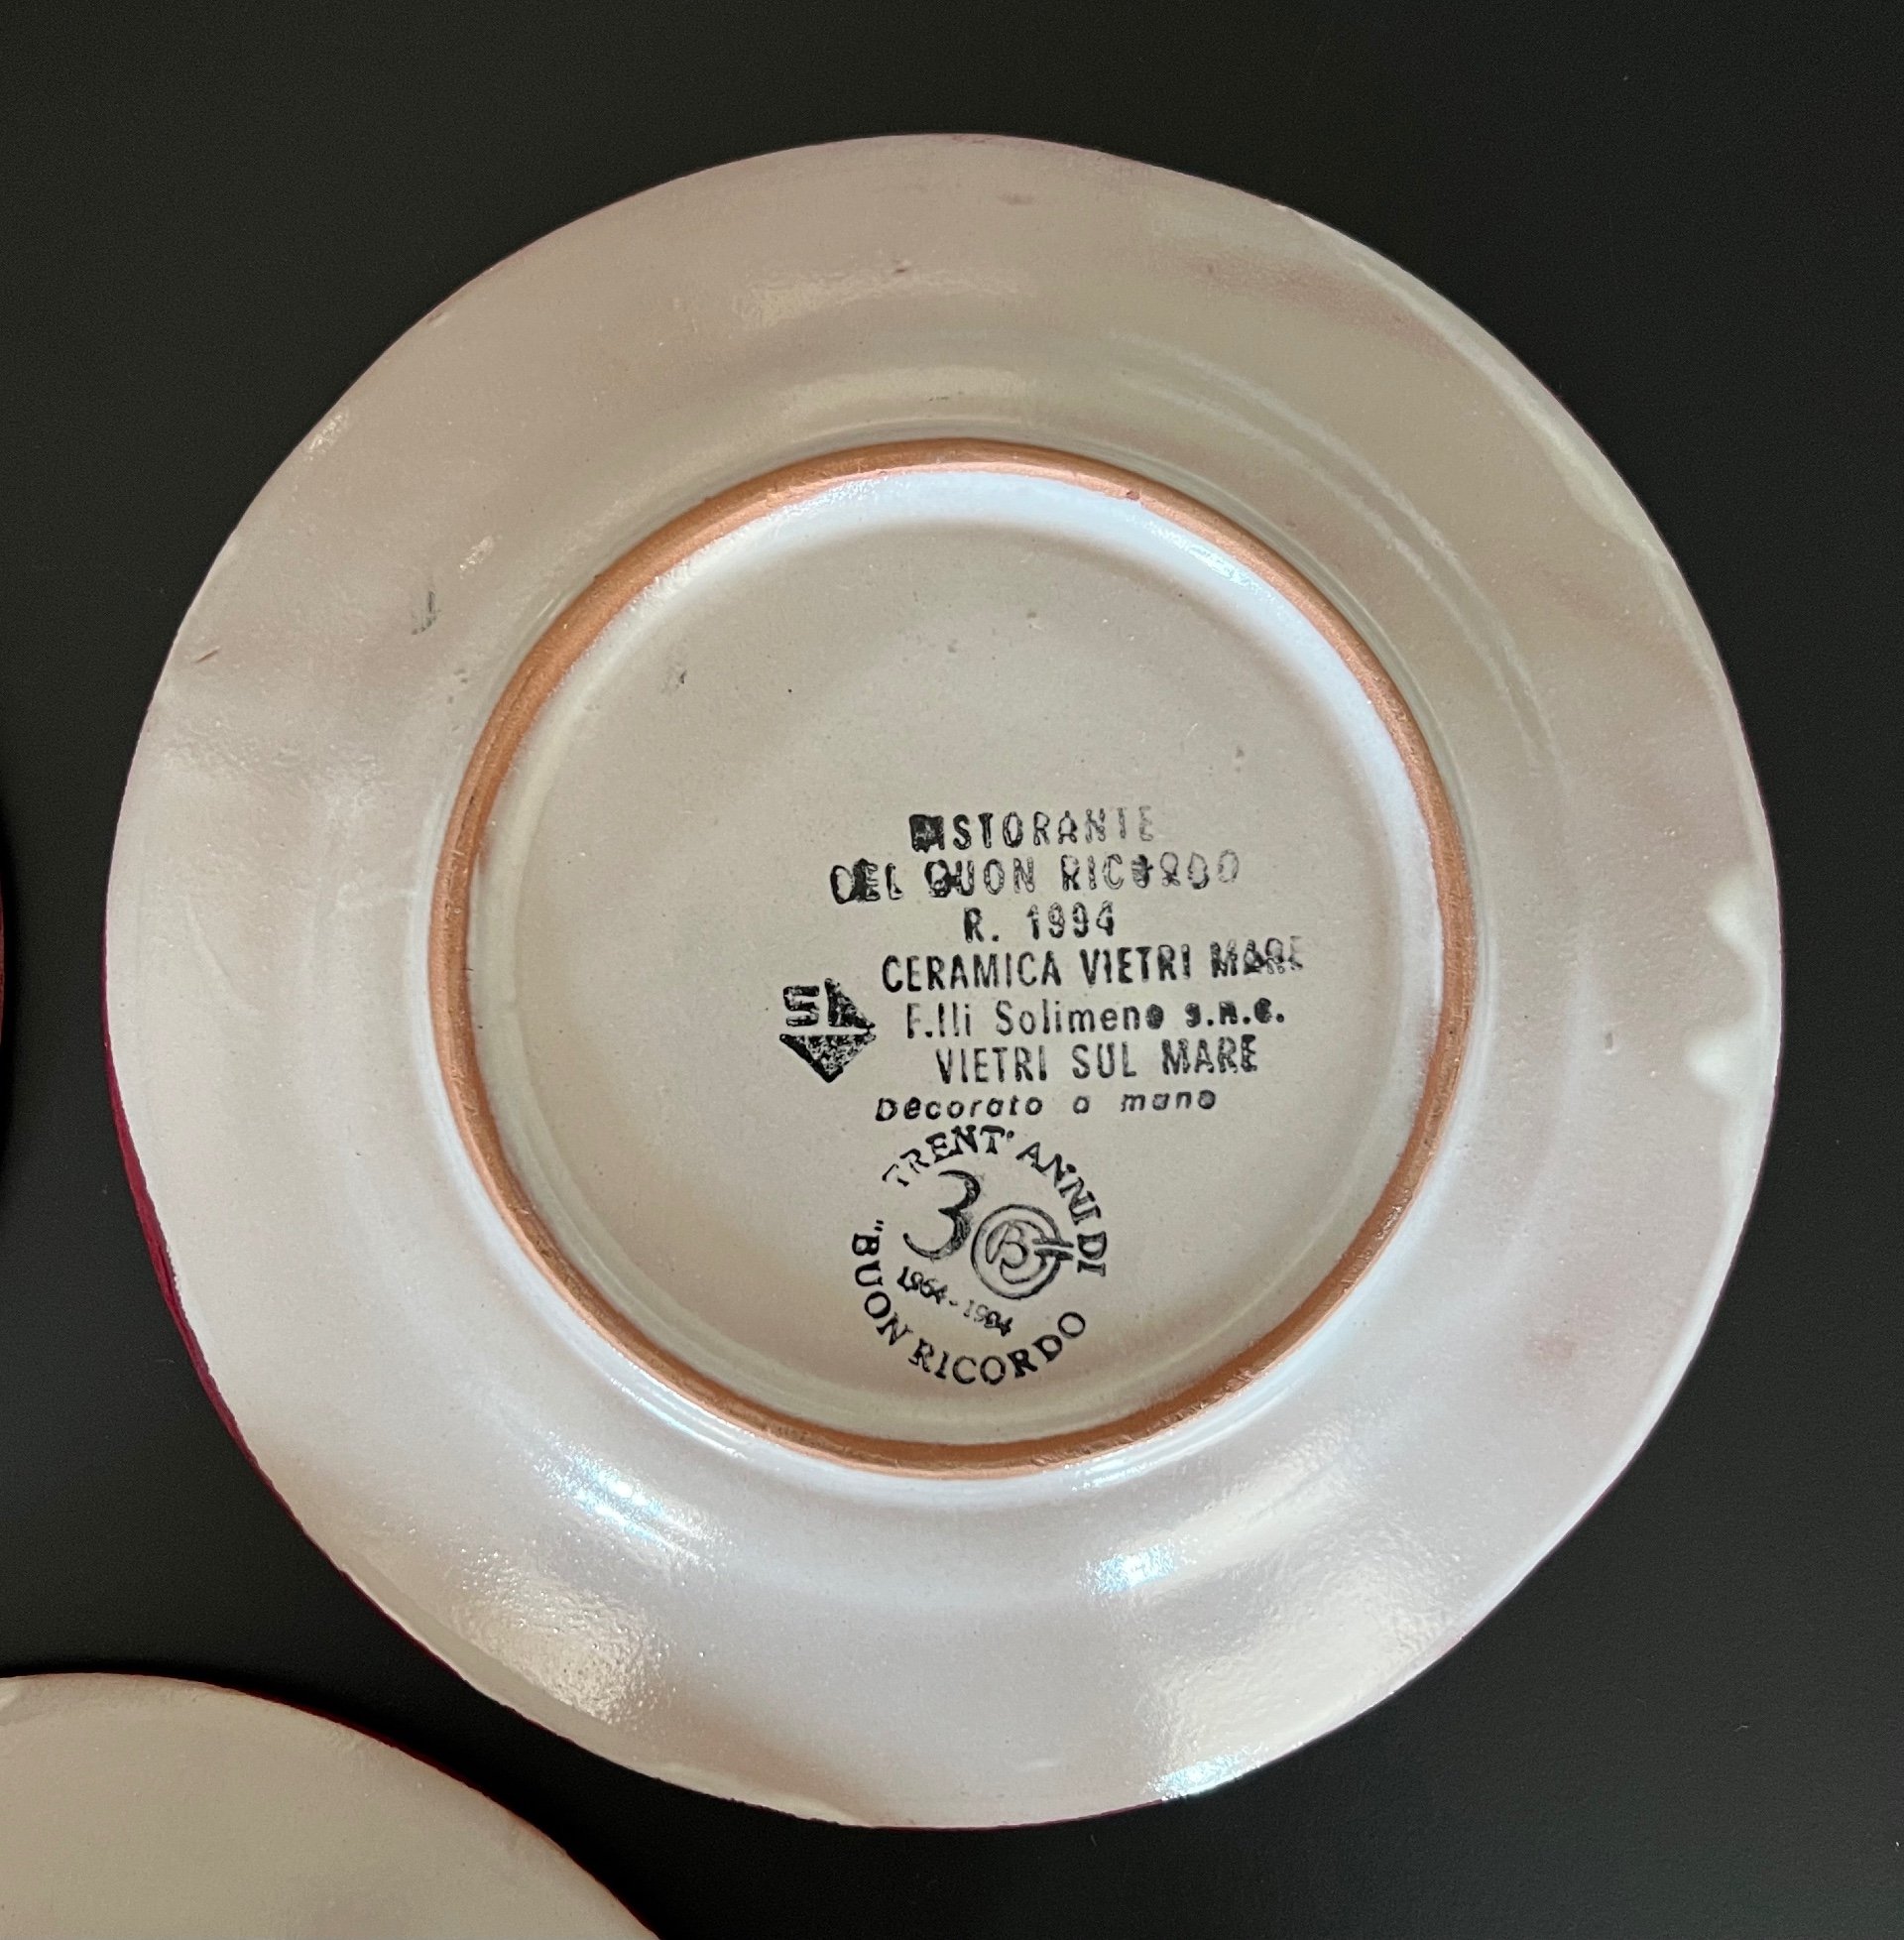 RISTORANTE
DEL BUON RICORDO
R. 1994
CERAMICA VIETRI MARE
SL
F.lli Solimene s.n.c.
VIETRI SUL MARE
Decorato a mano
TRENT' ANNI DI
30
1964-1994
"BUON RICORDO